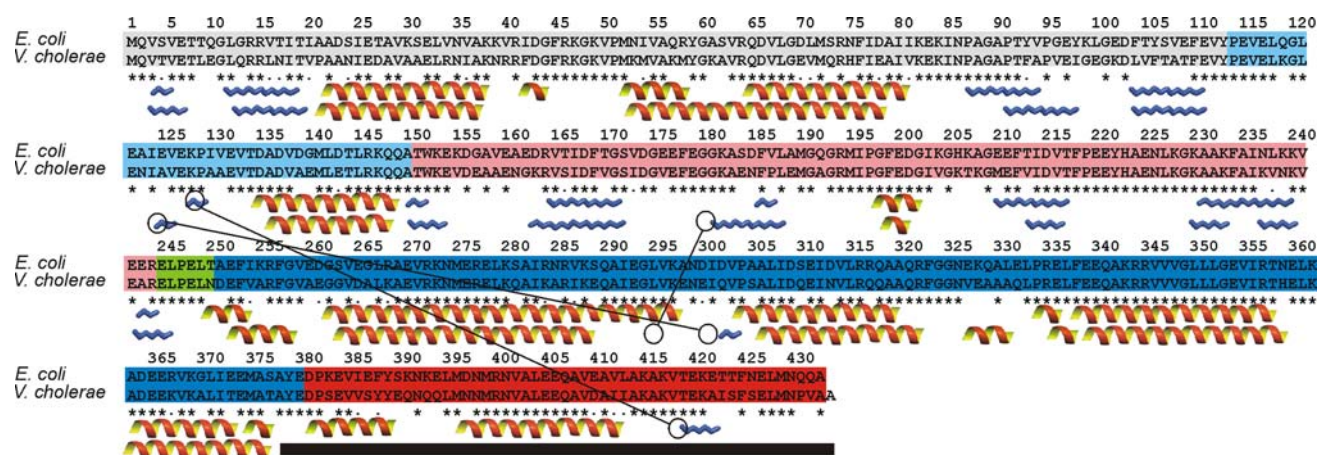 1 5 10 15 20 25 30 35 40 45 50 55 60 65 70 75 80 85 90 95 100 105 110 115 120
E. coli MQVSVETTQGLGRRVTITIAADSIETAVKSELVNVAKKVRIDGFRKGKVPMNIVAQRYGASVRQDVLGDLMSRNFIDAIIKEKINPAGAPTYVPGEYKLGEDFTYSVEFEVYPEVELQGL
V. cholerae MQVTVETLEGLQRRLNITVPAANIEDAVAAELRNIAKNRRFDGFRKGKVPMKMVAKMYGKAVRQDVLGEVMQRHFIEAIVKEKINPAGAPTFAPVEIGEGKDLVFTATFEVYPEVELKGL
125 130 135 140 145 150 155 160 165 170 175 180 185 190 195 200 205 210 215 220 225 230 235 240
E. coli EAIEVEKPIVEVTDADVDGMLDTLRKQQATWKEKDGAVEAEDRVTIDFTGSVDGEEFEGGKASDFVLAMGQGRMIPGFEDGIKGHKAGEEFTIDVTFPEEYHAENLKGKAAKFAINLKKV
V. cholerae ENIAVEKPAAEVTDADVAEMLETLRKQQATWKEVDEAAENGKRVSIDFVGSIDGVEFEGGKAENFPLEMGAGRMIPGFEDGIVGKTKGMEFVIDVTFPEEYHAENLKGKAAKFAIKVNKV
245 250 255 260 265 270 275 280 285 290 295 300 305 310 315 320 325 330 335 340 345 350 355 360
E. coli EERELPELTAEFIKRFGVEDGSVEGLRAEVRKNMERELKSAIRNRVKSQAIEGLVKANDIDVPAALIDSEIDVLRRQAAQRFGGNEKQALELPRELFEEQAKRRVVVGLLLGEVIRTNELK
V. cholerae EARELPELNDEFVARFGVAEGGVDALKAEVRKNMERELKQAIKARIKEQAIEGLVKENEIQVPSALIDQEINVLRQQAAQRFGGNVEAAAQLPRELFEEQAKRRVVVGLLLGEVIRTHELK
365 370 375 380 385 390 395 400 405 410 415 420 425 430
E. coli ADEERVKGLIEEMASAYEDPKEVIEFYSKNKELMDNMRNVALEEQAVEAVLAKAKVTEKETTFNELMNQQA
V. cholerae ADEEKVKALITEMATAYEDPSEVVSYYEQNQQLMNNMRNVALEEQAVDAIIAKAKVTEKAISFSELMNPVAA